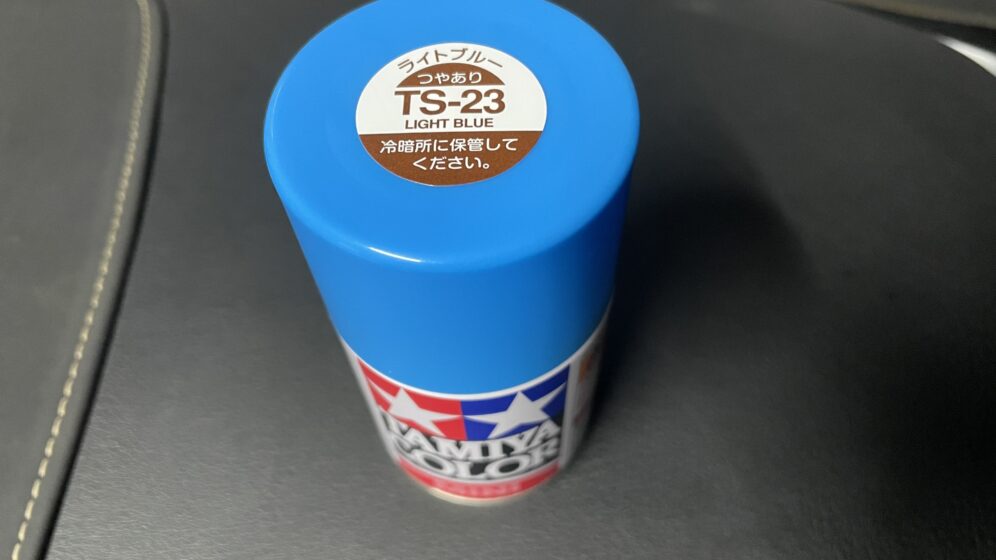 ライトブルー
つやあり
TS-23
LIGHT BLUE
冷暗所に保管して
ください。
TAMIYA
COLOR